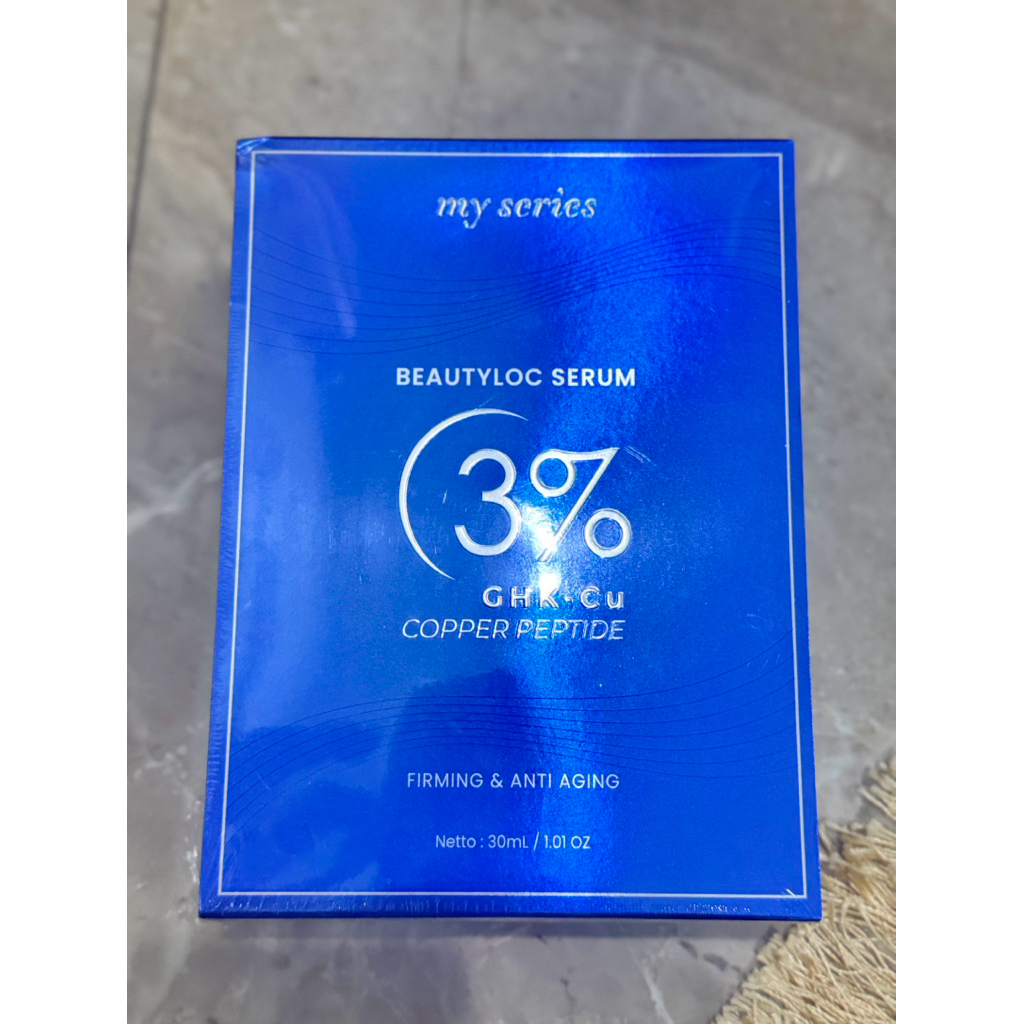 my series
BEAUTYLOC SERUM
3%
GHK-Cu
COPPER PEPTIDE
FIRMING & ANTI AGING
Netto : 30mL / 1.01 OZ